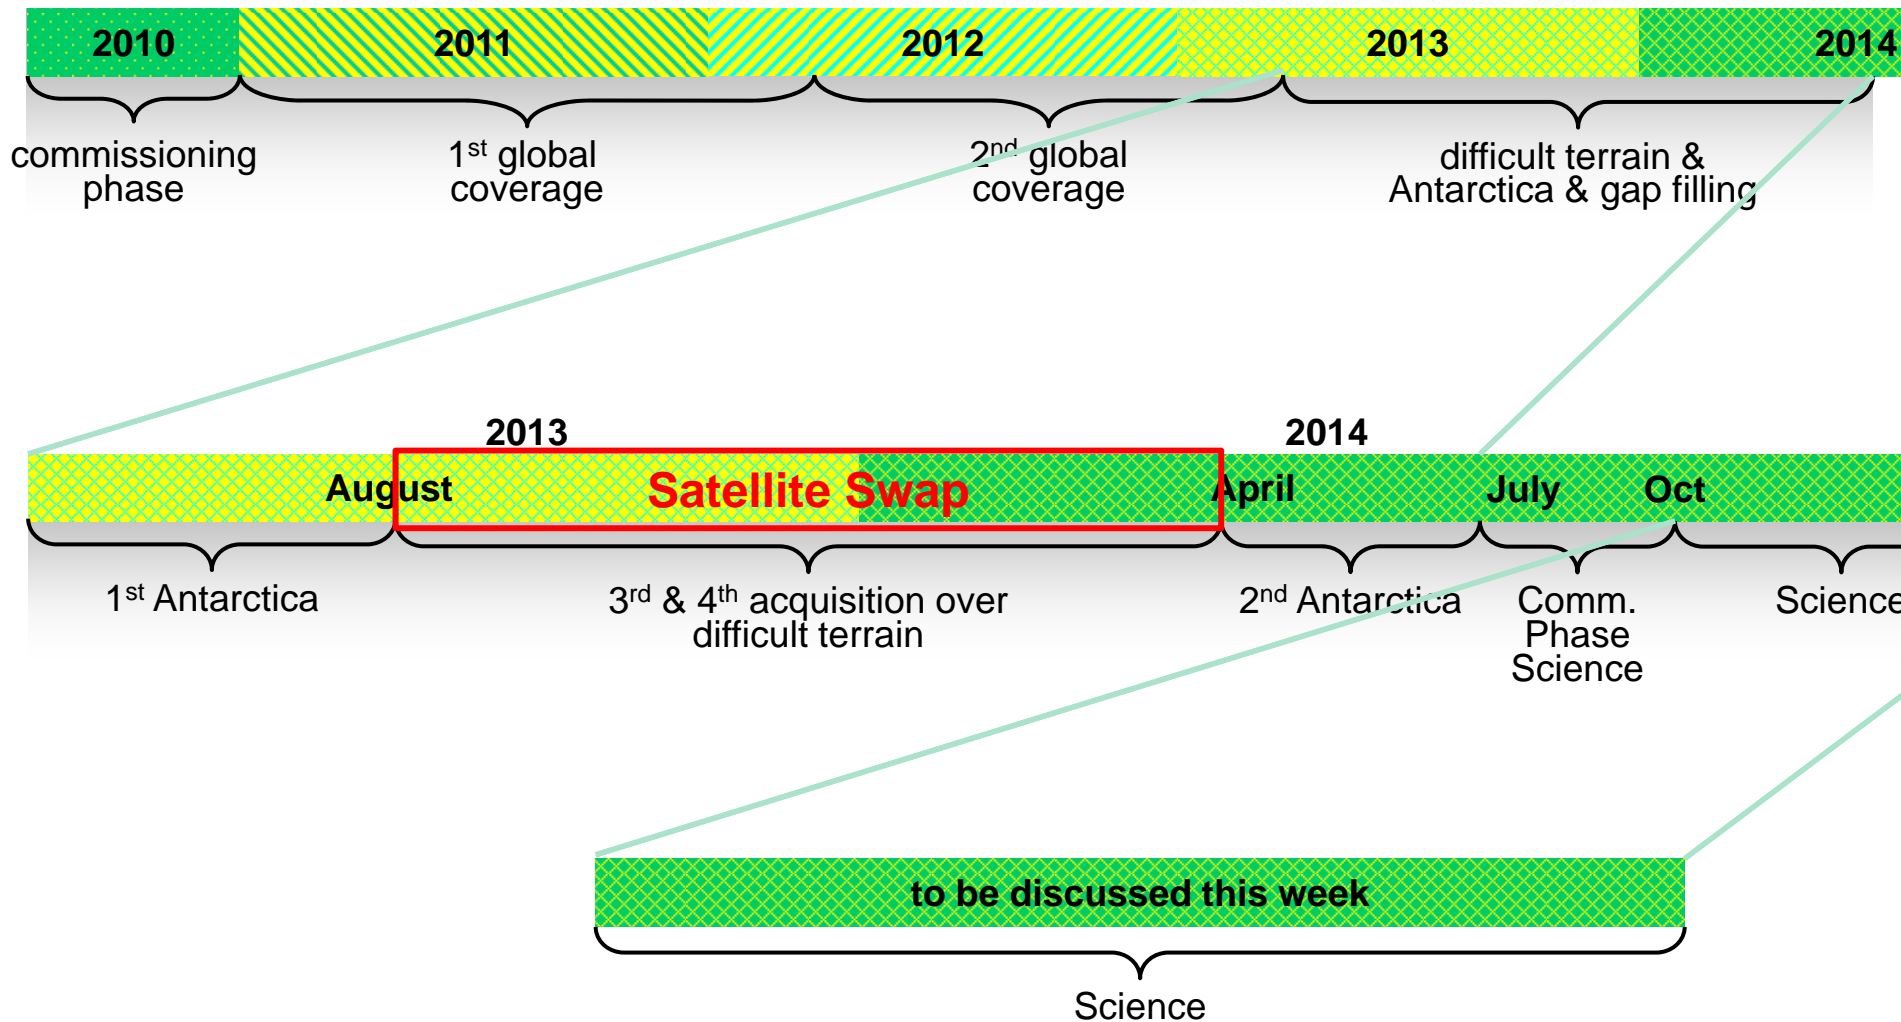 2010 2011 2012 2013 2014
commissioning
phase
1st global
coverage
2nd global
coverage
difficult terrain &
Antarctica & gap filling
2013 2014
August Satellite Swap April July Oct
1st Antarctica
3rd & 4th acquisition over
difficult terrain
2nd Antarctica
Comm.
Phase
Science
Science
to be discussed this week
Science